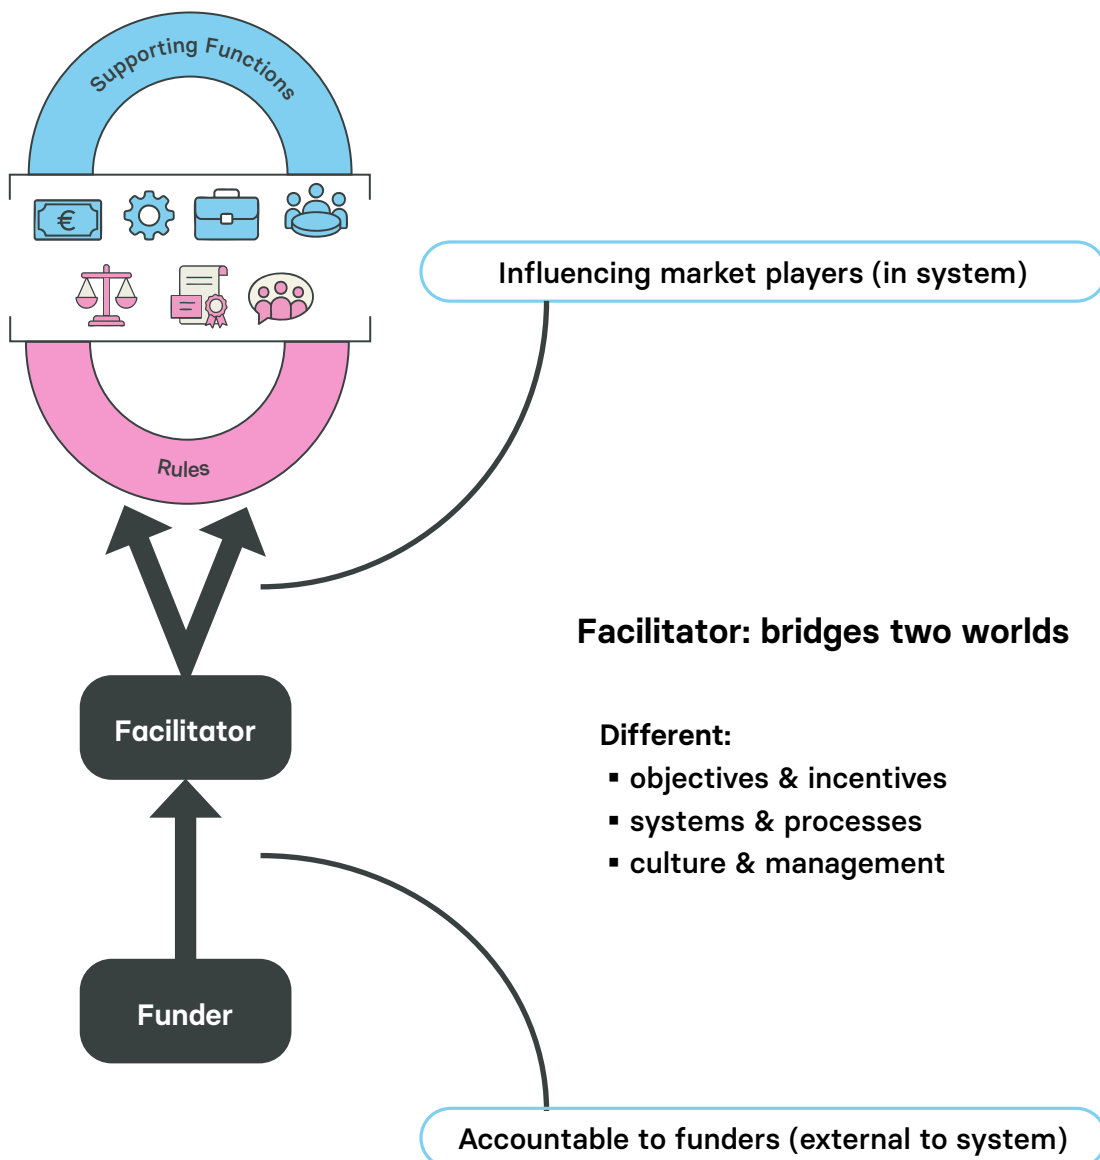 Supporting Functions
€
Influencing market players (in system)
Rules
Facilitator: bridges two worlds
Facilitator
Different:
▪ objectives & incentives
▪ systems & processes
▪ culture & management
Funder
Accountable to funders (external to system)